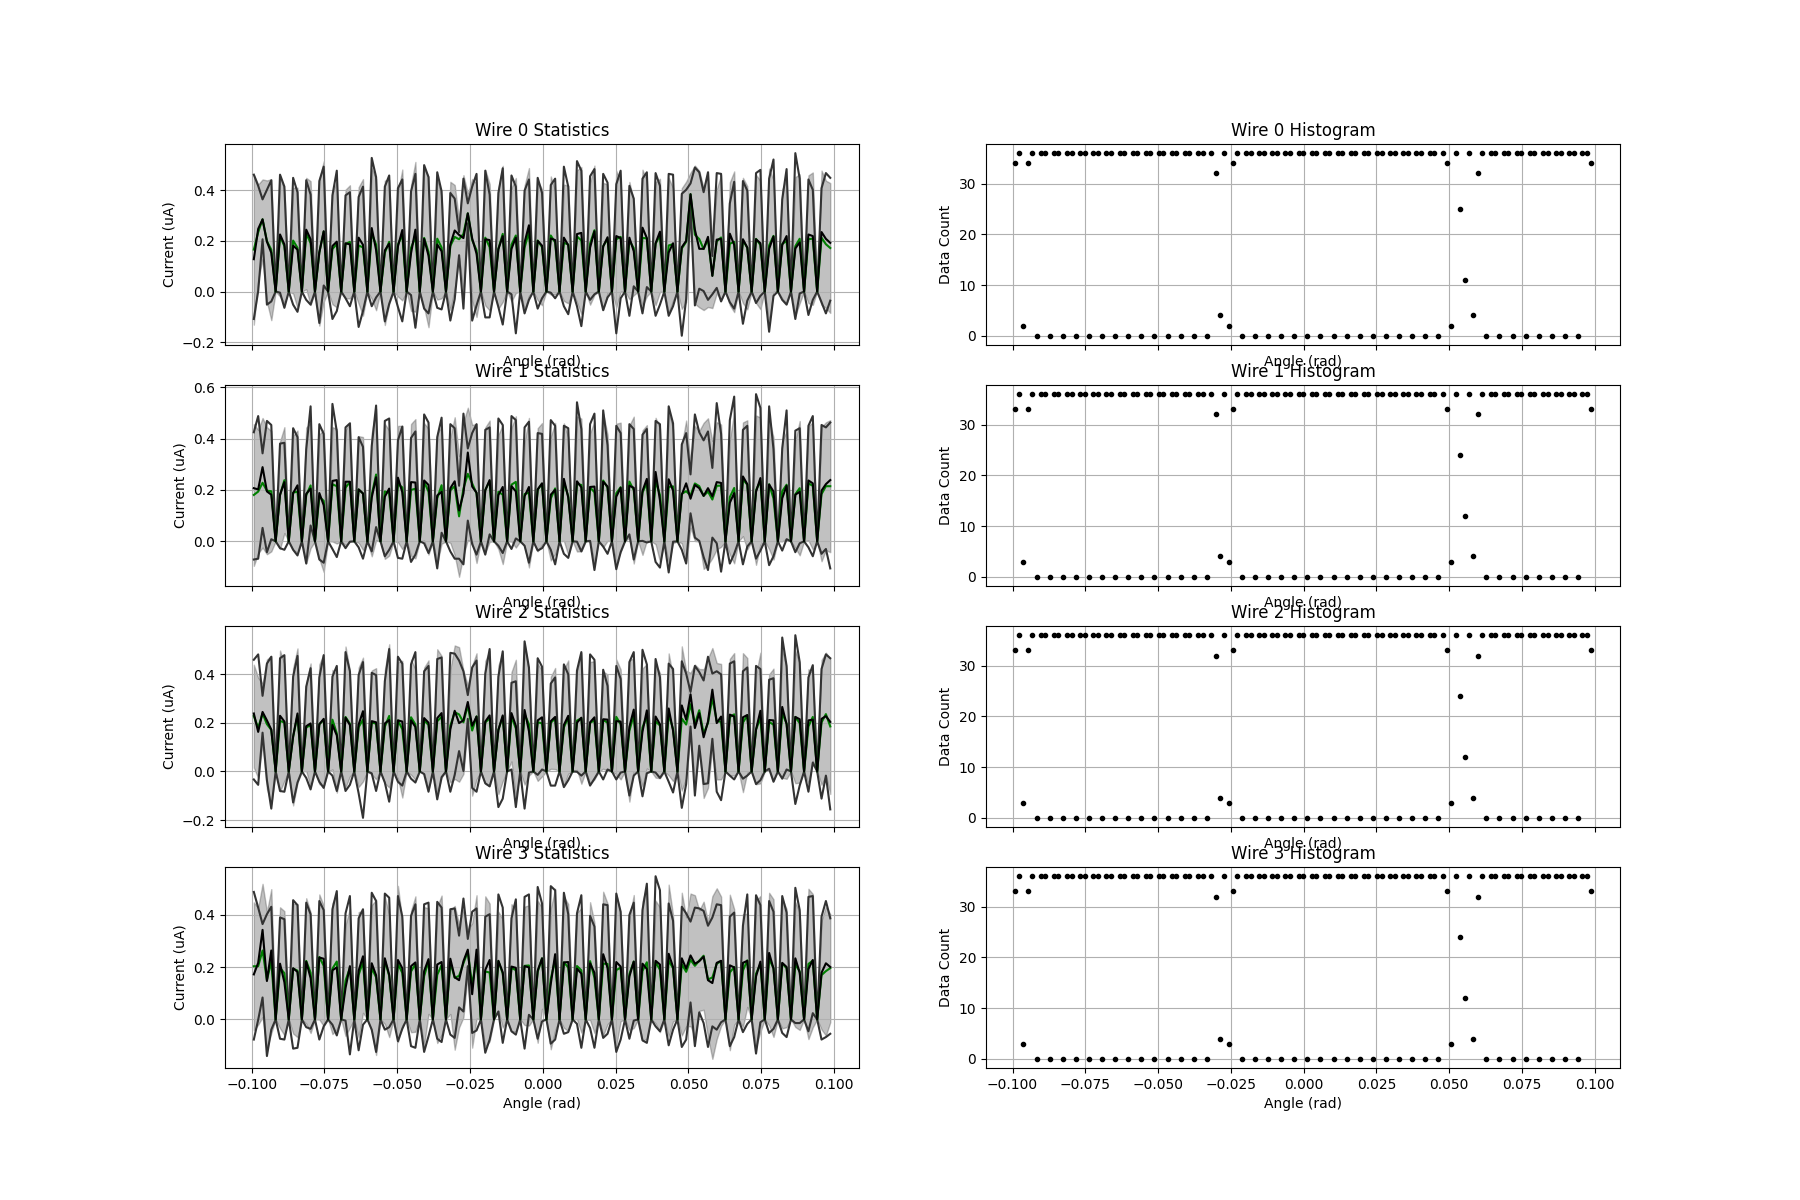 Wire 0 Statistics
Current (uA)
0.4
0.2
0.0
−0.2
Angle (rad)
Wire 0 Histogram
Data Count
30
20
10
0
Angle (rad)
Wire 1 Statistics
Current (uA)
0.6
0.4
0.2
0.0
Angle (rad)
Wire 1 Histogram
Data Count
30
20
10
0
Angle (rad)
Wire 2 Statistics
Current (uA)
0.4
0.2
0.0
−0.2
Angle (rad)
Wire 2 Histogram
Data Count
30
20
10
0
Angle (rad)
Wire 3 Statistics
Current (uA)
0.4
0.2
0.0
−0.100 −0.075 −0.050 −0.025 0.000 0.025 0.050 0.075 0.100
Angle (rad)
Wire 3 Histogram
Data Count
30
20
10
0
−0.100 −0.075 −0.050 −0.025 0.000 0.025 0.050 0.075 0.100
Angle (rad)